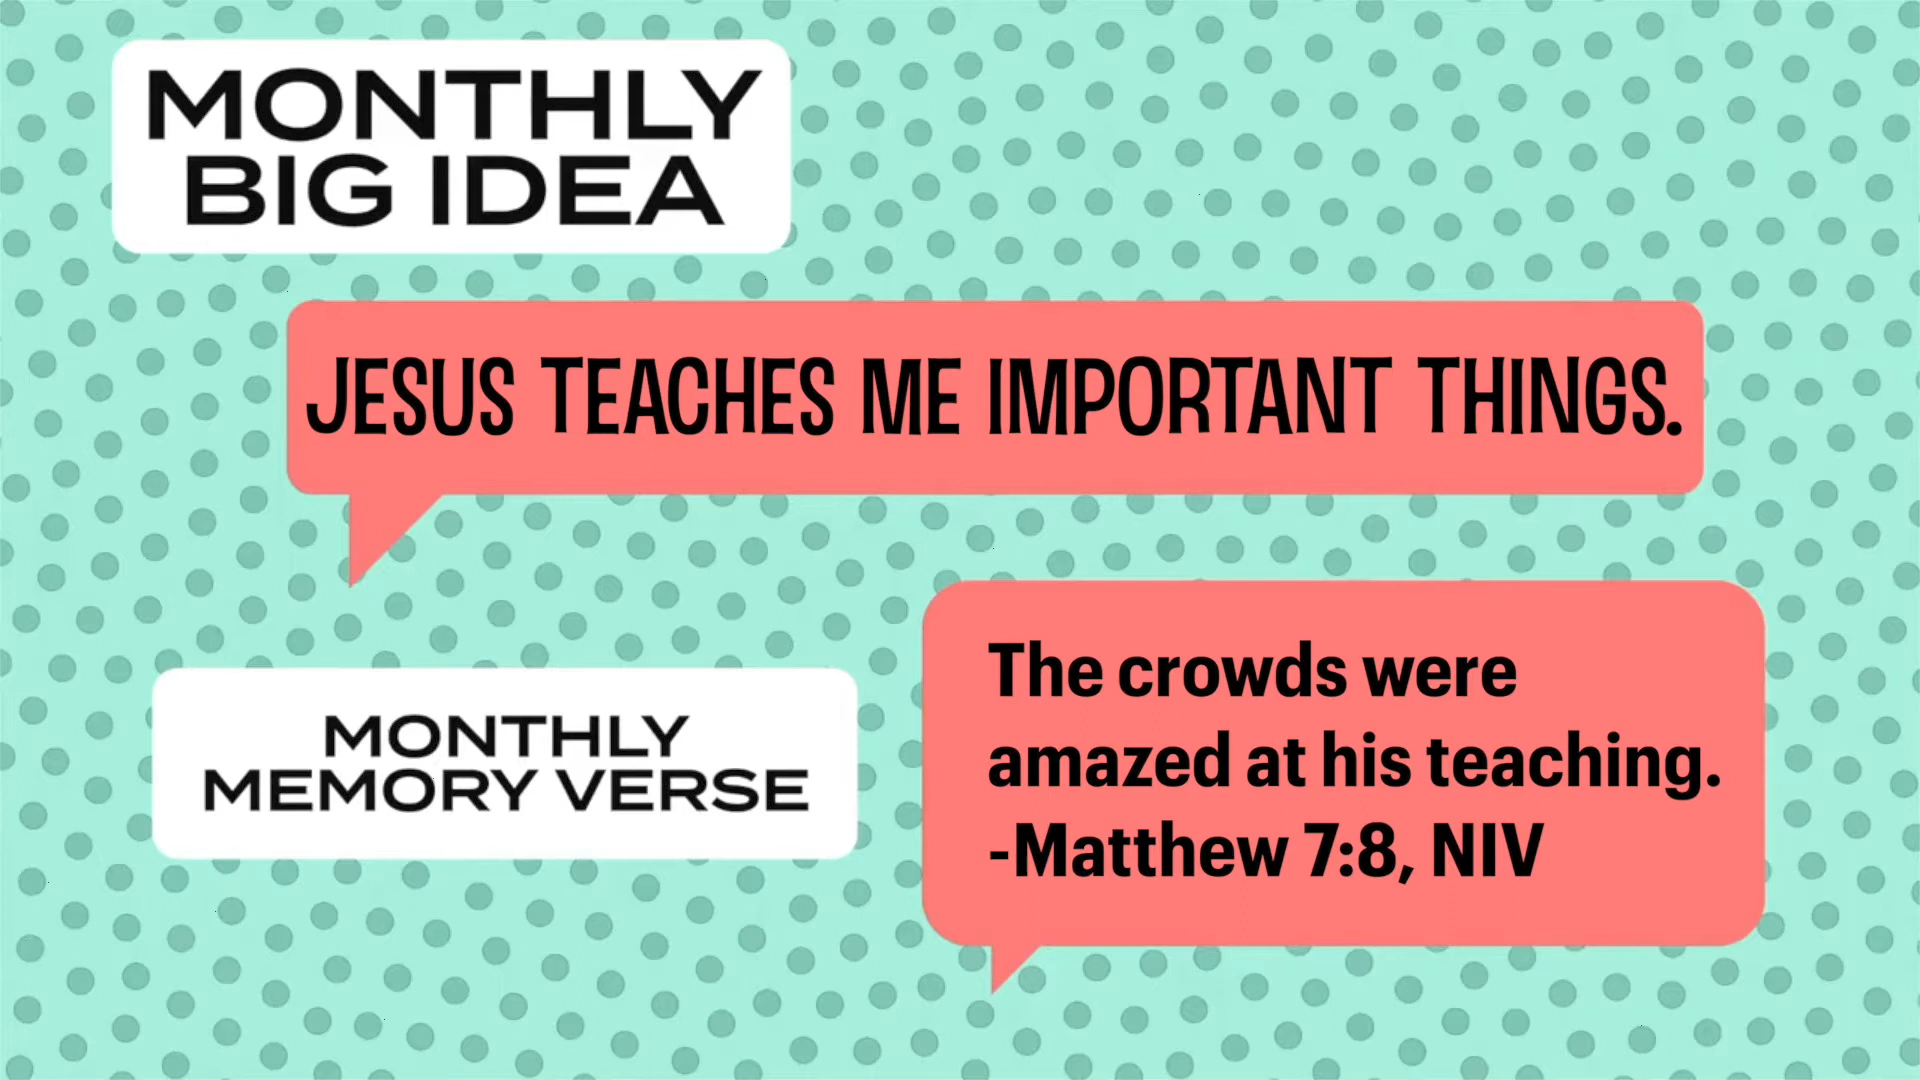 MONTHLY
BIG IDEA
JESUS TEACHES ME IMPORTANT THINGS.
MONTHLY
MEMORY VERSE
The crowds were
amazed at his teaching.
-Matthew 7:8, NIV